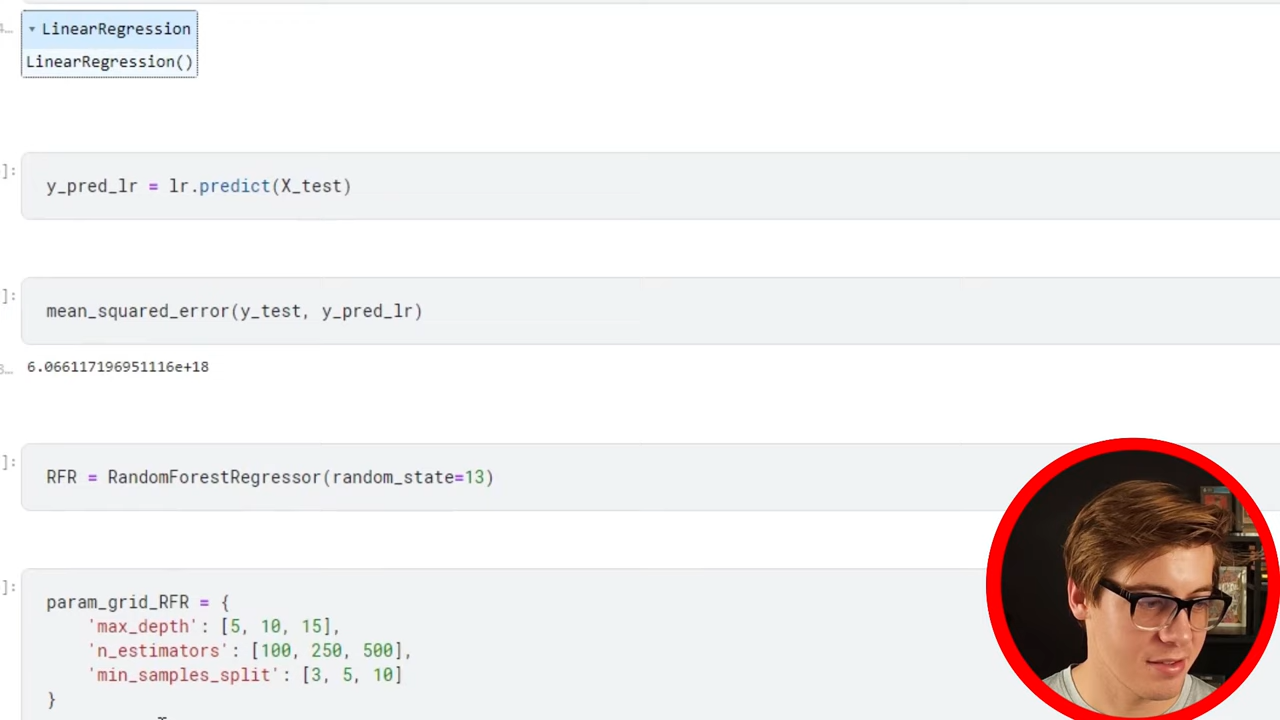 LinearRegression
LinearRegression()
]:
y_pred_lr = lr.predict(X_test)
]:
mean_squared_error(y_test, y_pred_lr)
6.066117196951116e+18
]:
RFR = RandomForestRegressor(random_state=13)
]:
param_grid_RFR = {
'max_depth': [5, 10, 15],
'n_estimators': [100, 250, 500],
'min_samples_split': [3, 5, 10]
}